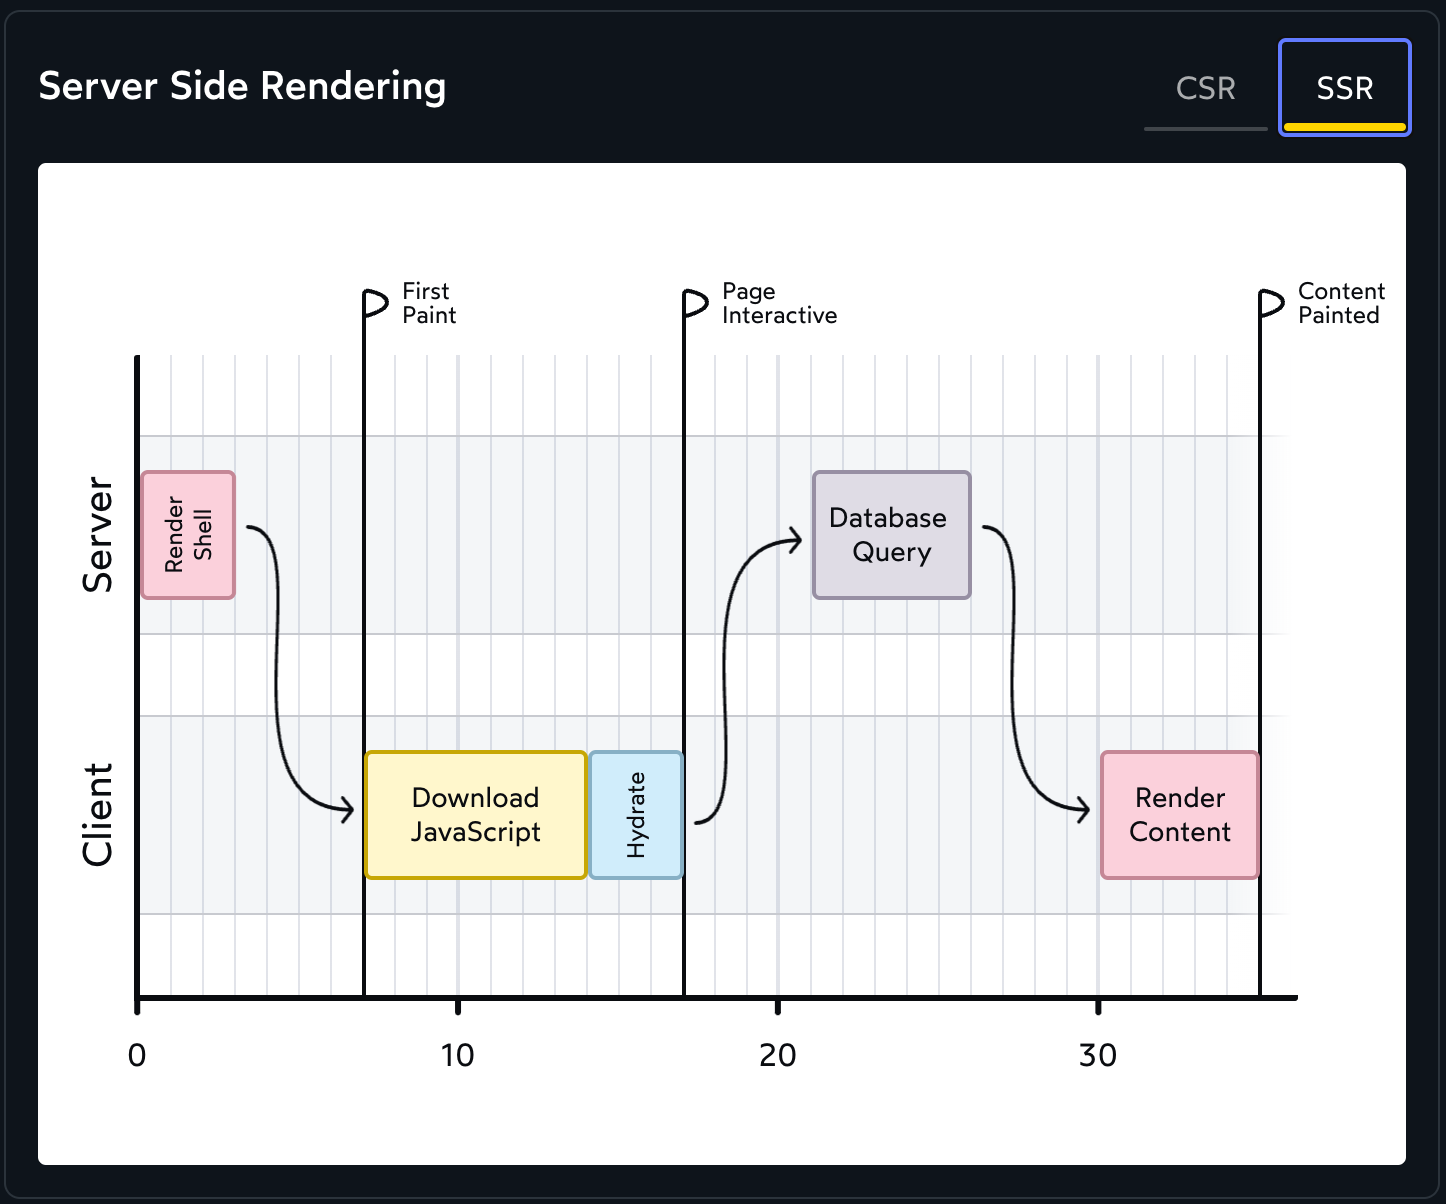 Server Side Rendering
CSR
SSR
First
Paint
Page
Interactive
Content
Painted
Server
Render
Shell
Database
Query
Client
Download
JavaScript
Hydrate
Render
Content
0
10
20
30